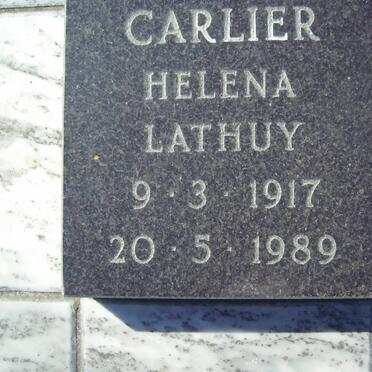 CARLIER
HELENA
LATHUY
9 · 3 · 1917
20 · 5 · 1989